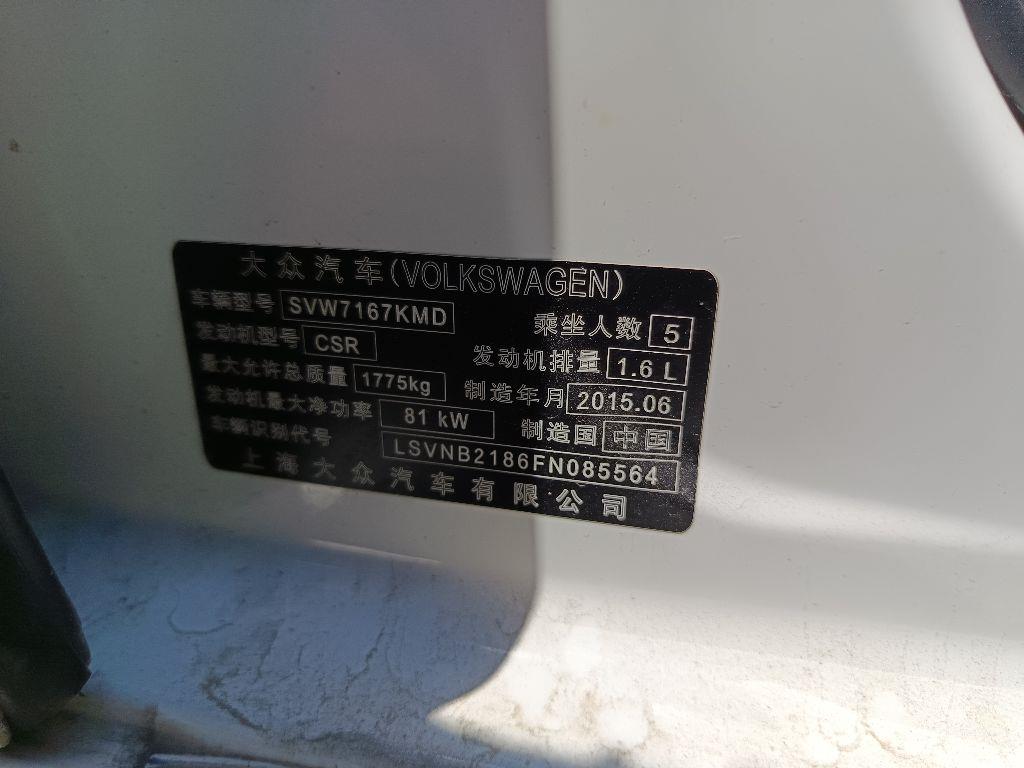 大众汽车(VOLKSWAGEN)
车辆型号 SVW7167KMD 乘坐人数 5
发动机型号 CSR 发动机排量 1.6 L
最大允许总质量 1775kg 制造年月 2015.06
发动机最大净功率 81 kW 制造国 中国
车辆识别代号 LSVNB2186FN085564
上海大众汽车有限公司